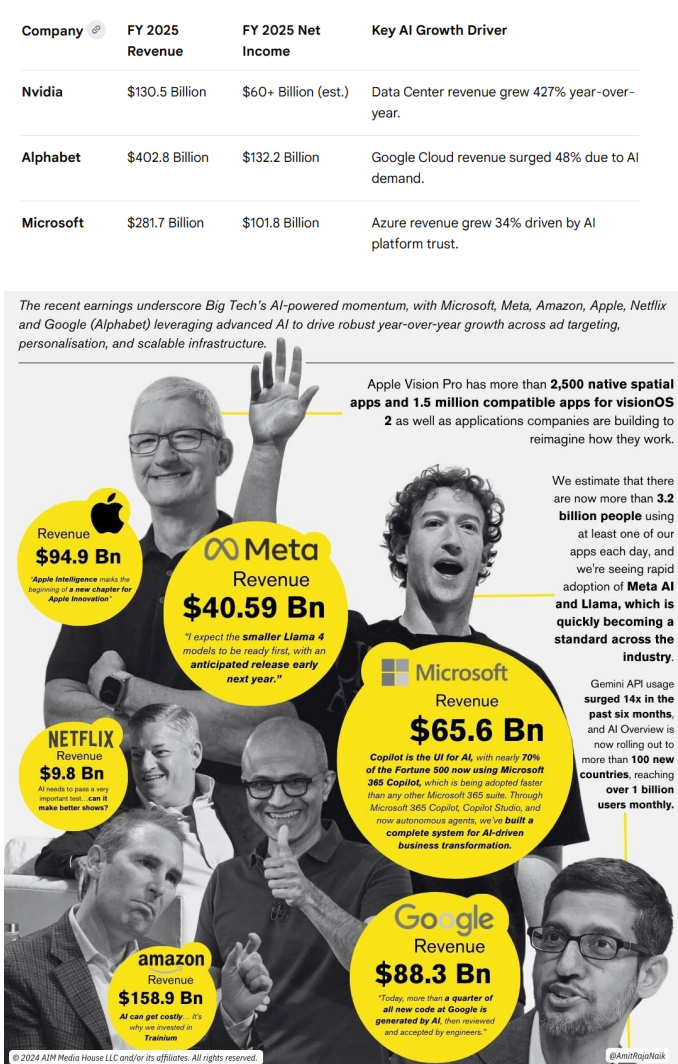 Company
FY 2025
Revenue
FY 2025 Net
Income
Key AI Growth Driver
Nvidia
$130.5 Billion
$60+ Billion (est.)
Data Center revenue grew 427% year-over-
year.
Alphabet
$402.8 Billion
$132.2 Billion
Google Cloud revenue surged 48% due to AI
demand.
Microsoft
$281.7 Billion
$101.8 Billion
Azure revenue grew 34% driven by AI
platform trust.
The recent earnings underscore Big Tech's AI-powered momentum, with Microsoft, Meta, Amazon, Apple, Netflix
and Google (Alphabet) leveraging advanced AI to drive robust year-over-year growth across ad targeting,
personalisation, and scalable infrastructure.
Apple Vision Pro has more than 2,500 native spatial
apps and 1.5 million compatible apps for visionOS
2 as well as applications companies are building to
reimagine how they work.
Revenue
$94.9 Bn
"Apple Intelligence marks the
beginning of a new chapter for
Apple Innovation"
Meta
Revenue
$40.59 Bn
"I expect the smaller Llama 4
models to be ready first, with an
anticipated release early
next year."
We estimate that there
are now more than 3.2
billion people using
at least one of our
apps each day, and
we're seeing rapid
adoption of Meta AI
and Llama, which is
quickly becoming a
standard across the
industry.
Microsoft
Revenue
$65.6 Bn
Copilot is the UI for AI, with nearly 70%
of the Fortune 500 now using Microsoft
365 Copilot, which is being adopted faster
than any other Microsoft 365 suite. Through
Microsoft 365 Copilot, Copilot Studio, and
now autonomous agents, we've built a
complete system for AI-driven
business transformation.
Gemini API usage
surged 14x in the
past six months,
and AI Overview is
now rolling out to
more than 100 new
countries, reaching
over 1 billion
users monthly.
NETFLIX
Revenue
$9.8 Bn
AI needs to pass a very
important test...can it
make better shows?
amazon
Revenue
$158.9 Bn
AI can get costly... It's
why we invested in
Trainium
Google
Revenue
$88.3 Bn
"Today, more than a quarter of
all new code at Google is
generated by AI, then reviewed
and accepted by engineers."
© 2024 AIM Media House LLC and/or its affiliates. All rights reserved.
@AmitRajaNaik